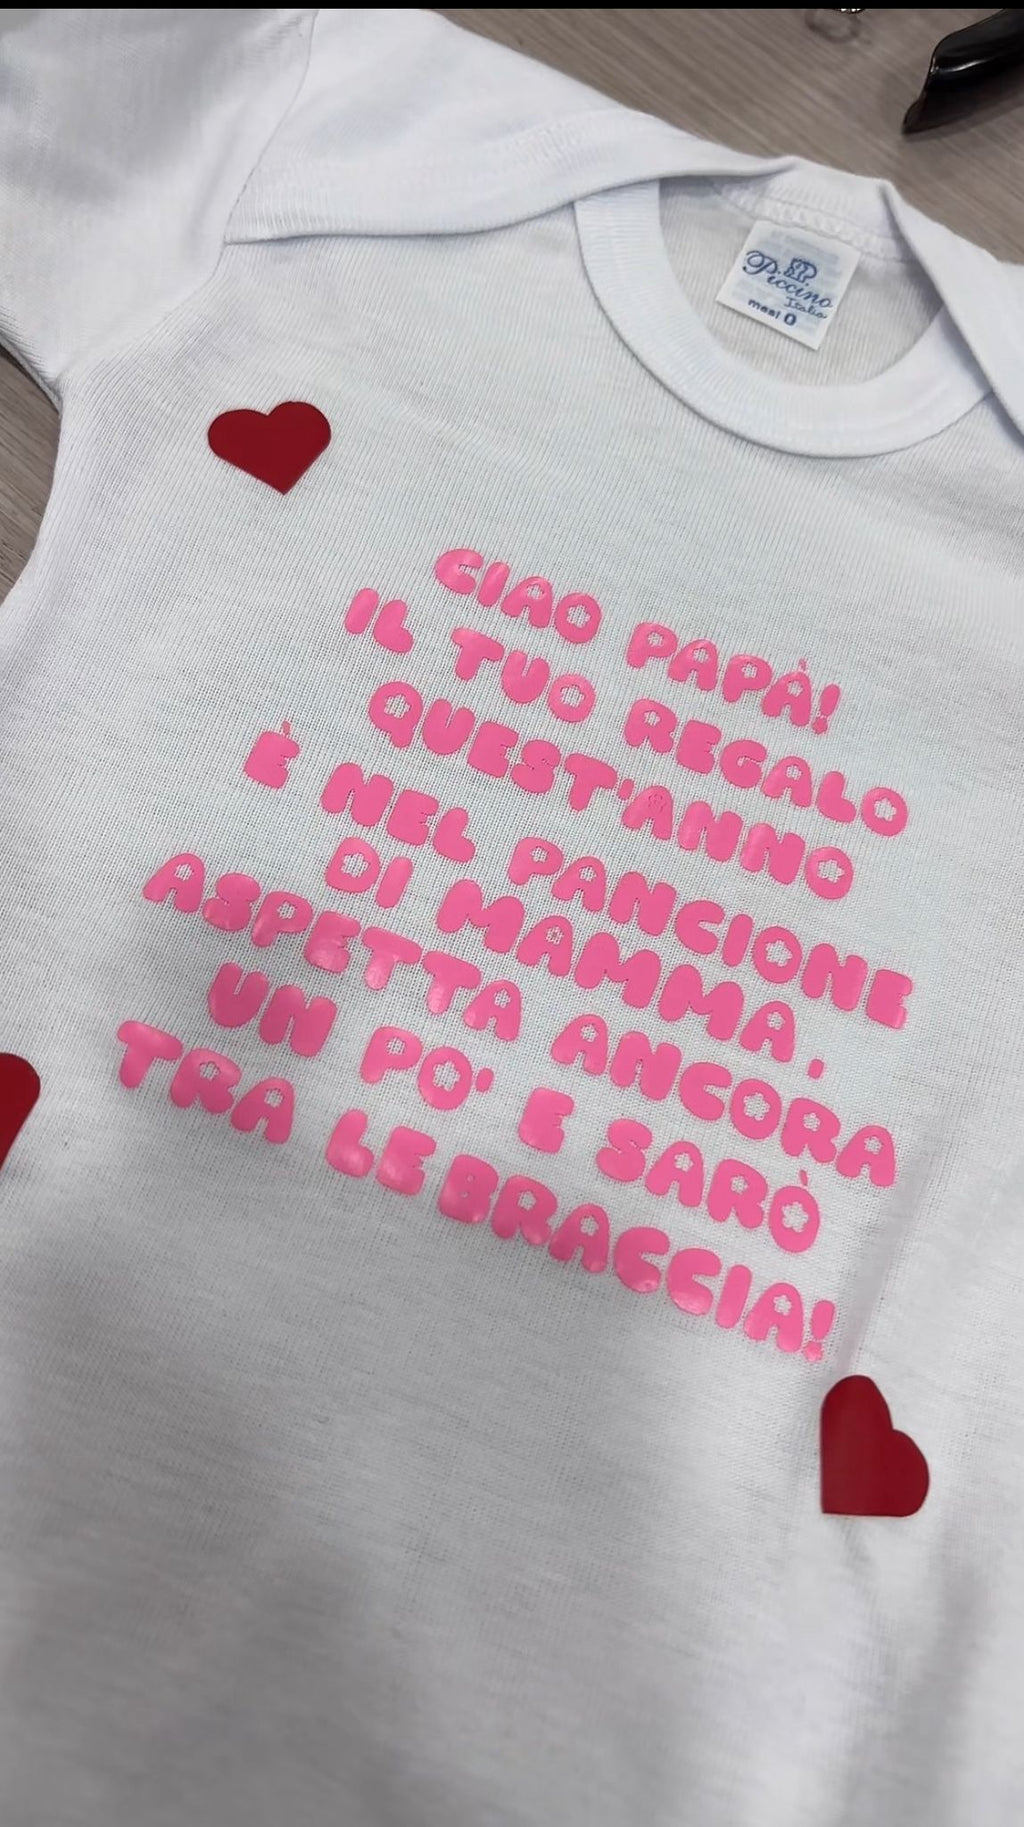 Piccino
Italia
mesi 0
CIAO PAPÀ!
IL TUO REGALO
QUEST'ANNO
È NEL PANCIONE
DI MAMMA,
ASPETTA ANCORA
UN PO' E SARÒ
TRA LE BRACCIA!